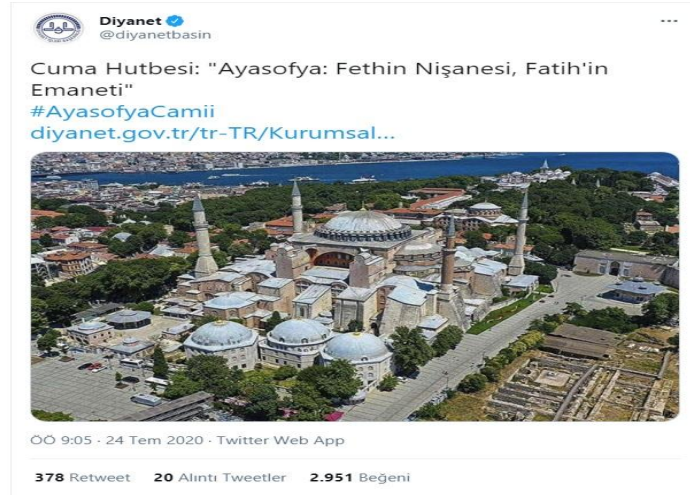 Diyanet
@diyanetbasin
Cuma Hutbesi: "Ayasofya: Fethin Nişanesi, Fatih'in
Emaneti"
#AyasofyaCamii
diyanet.gov.tr/tr-TR/Kurumsal...
ÖÖ 9:05 · 24 Tem 2020 · Twitter Web App
378 Retweet 20 Alıntı Tweetler 2.951 Beğeni